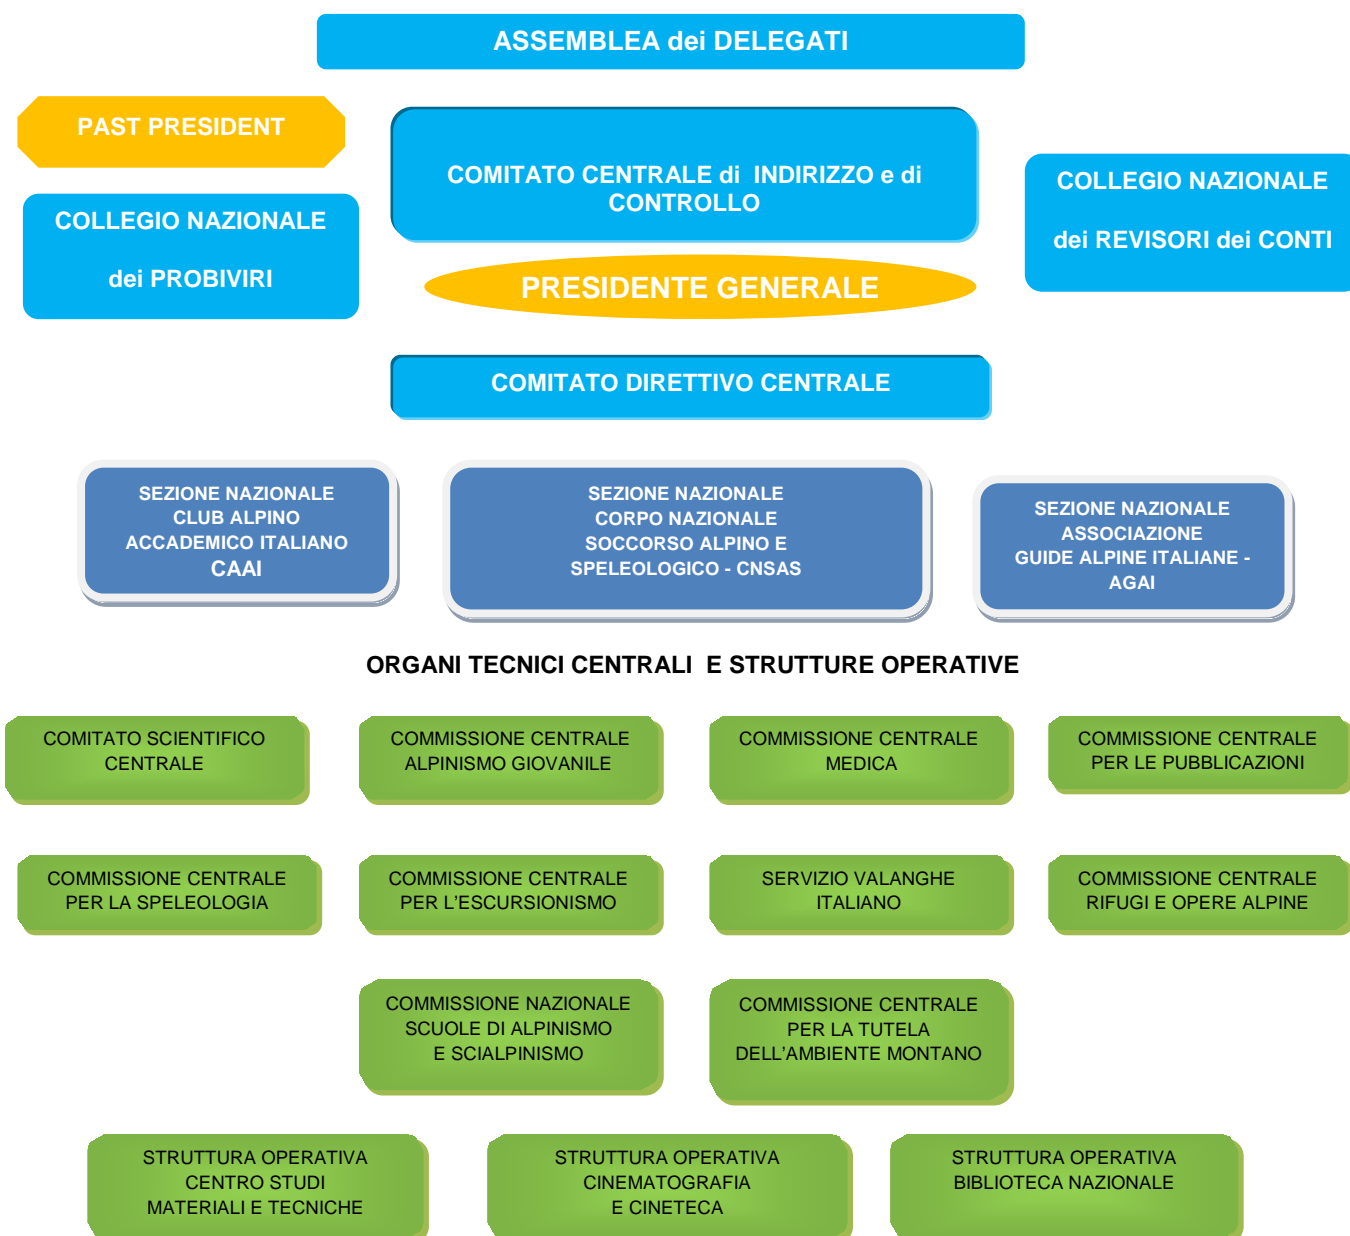 ASSEMBLEA dei DELEGATI
PAST PRESIDENT
COMITATO CENTRALE di  INDIRIZZO e di
CONTROLLO
COLLEGIO NAZIONALE
dei PROBIVIRI
COLLEGIO NAZIONALE
dei REVISORI dei CONTI
PRESIDENTE GENERALE
COMITATO DIRETTIVO CENTRALE
SEZIONE NAZIONALE
CLUB ALPINO
ACCADEMICO ITALIANO
CAAI
SEZIONE NAZIONALE
CORPO NAZIONALE
SOCCORSO ALPINO E
SPELEOLOGICO - CNSAS
SEZIONE NAZIONALE
ASSOCIAZIONE
GUIDE ALPINE ITALIANE -
AGAI
ORGANI TECNICI CENTRALI  E STRUTTURE OPERATIVE
COMITATO SCIENTIFICO
CENTRALE
COMMISSIONE CENTRALE
ALPINISMO GIOVANILE
COMMISSIONE CENTRALE
MEDICA
COMMISSIONE CENTRALE
PER LE PUBBLICAZIONI
COMMISSIONE CENTRALE
PER LA SPELEOLOGIA
COMMISSIONE CENTRALE
PER L’ESCURSIONISMO
SERVIZIO VALANGHE
ITALIANO
COMMISSIONE CENTRALE
RIFUGI E OPERE ALPINE
COMMISSIONE NAZIONALE
SCUOLE DI ALPINISMO
E SCIALPINISMO
COMMISSIONE CENTRALE
PER LA TUTELA
DELL’AMBIENTE MONTANO
STRUTTURA OPERATIVA
CENTRO STUDI
MATERIALI E TECNICHE
STRUTTURA OPERATIVA
CINEMATOGRAFIA
E CINETECA
STRUTTURA OPERATIVA
BIBLIOTECA NAZIONALE